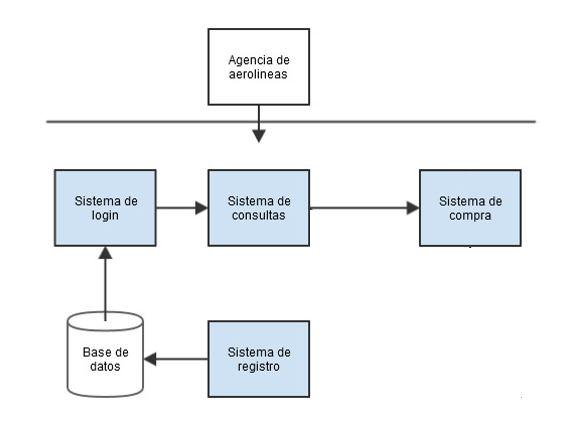 Agencia de
aerolineas
Sistema de
login
Sistema de
consultas
Sistema de
compra
Base de
datos
Sistema de
registro